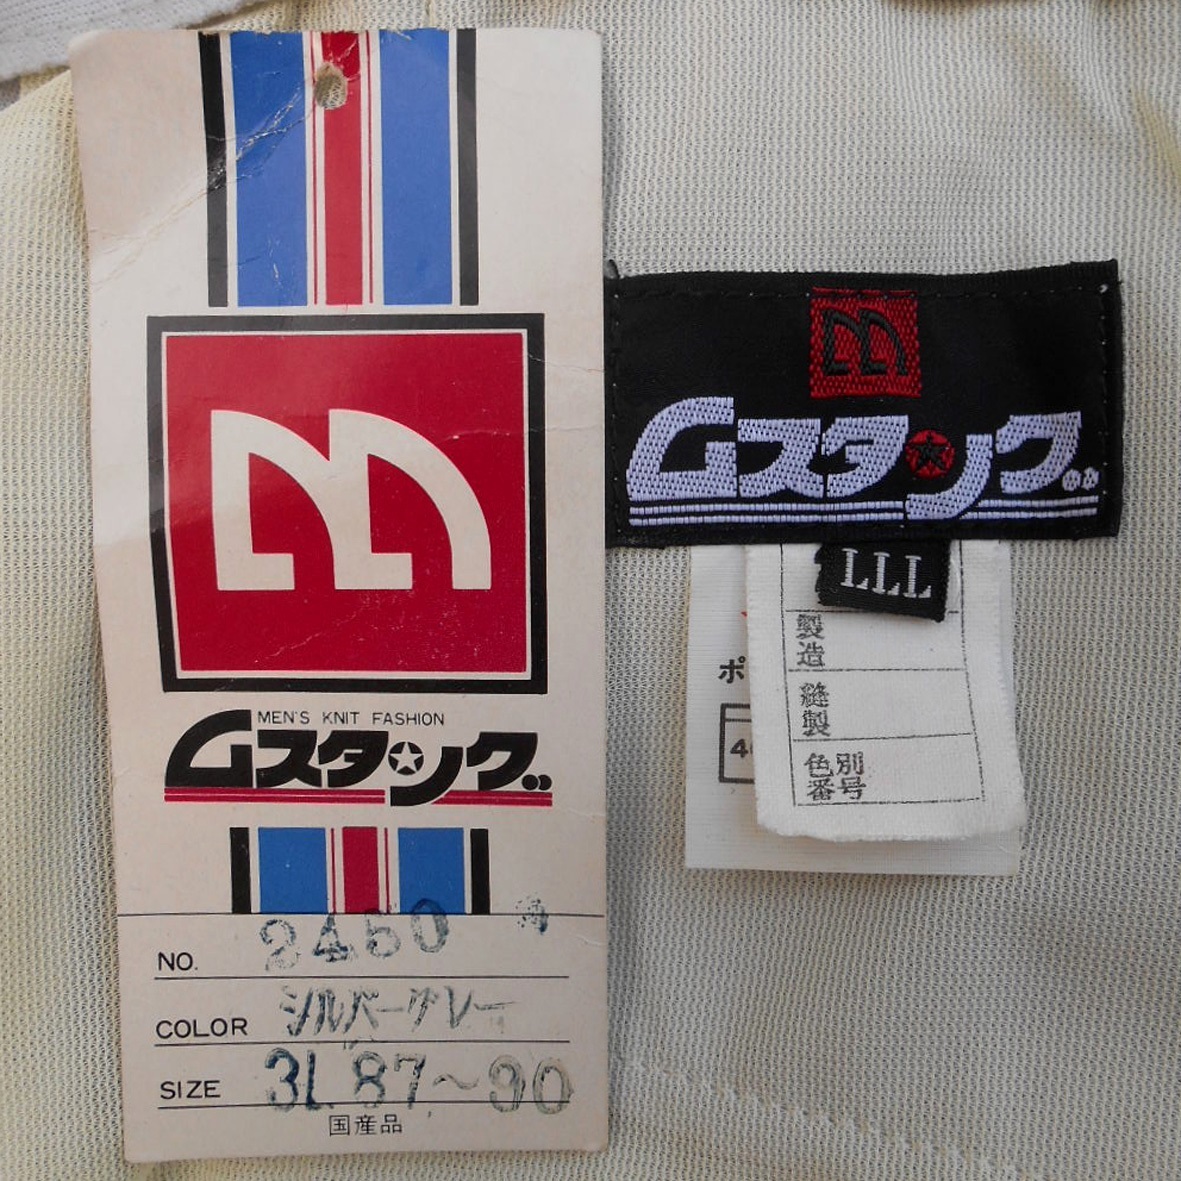 MEN'S KNIT FASHION
ムスタング
NO. 2450
COLOR シルバーグレー
SIZE 3L 87~90
国産品
ムスタング
LLL
製造
縫製
色別番号
ポ
40